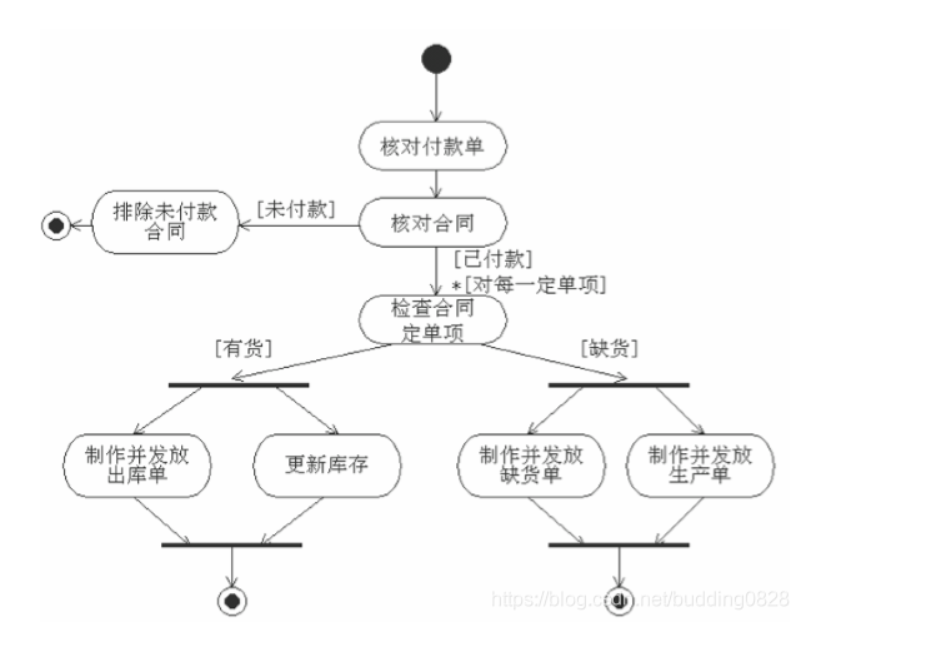 核对付款单
排除未付款
合同
[未付款]
核对合同
[己付款]
*[对每一定单项]
检查合同
定单项
[有货]
[缺货]
制作并发放
出库单
更新库存
制作并发放
缺货单
制作并发放
生产单
https://blog.csdn.net/budding0828